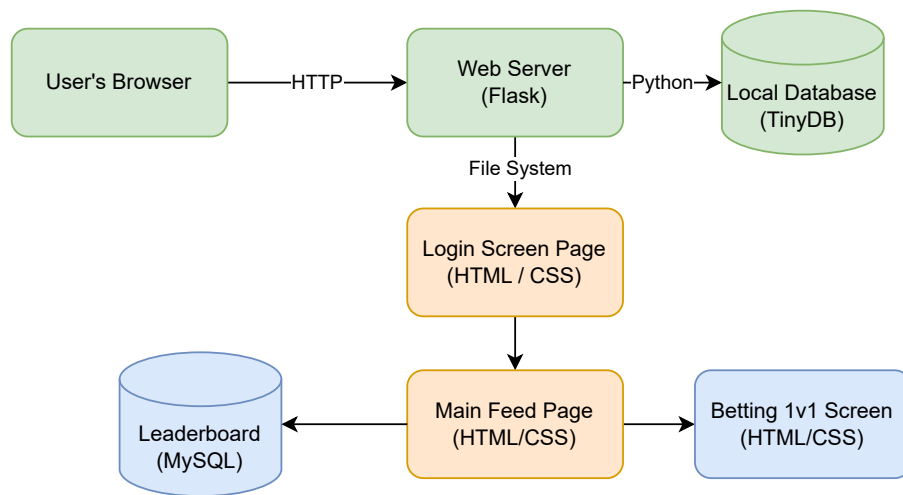 User's Browser
HTTP
Web Server
(Flask)
Python
Local Database
(TinyDB)
File System
Login Screen Page
(HTML / CSS)
Leaderboard
(MySQL)
Main Feed Page
(HTML/CSS)
Betting 1v1 Screen
(HTML/CSS)